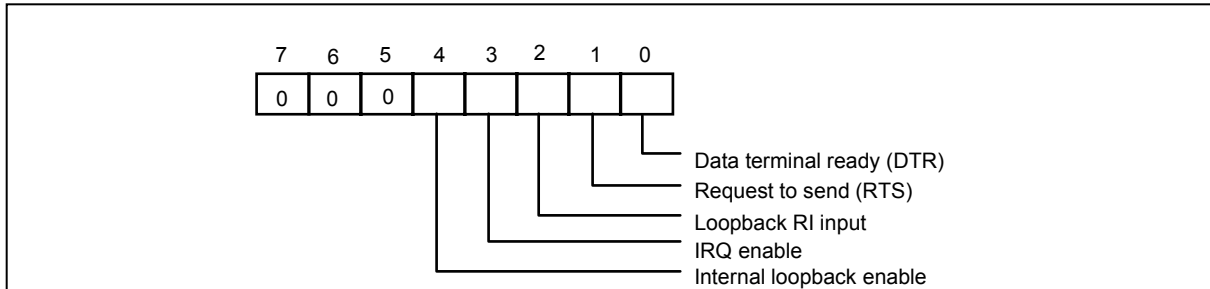 7 6 5 4 3 2 1 0
0 0 0
Data terminal ready (DTR)
Request to send (RTS)
Loopback RI input
IRQ enable
Internal loopback enable